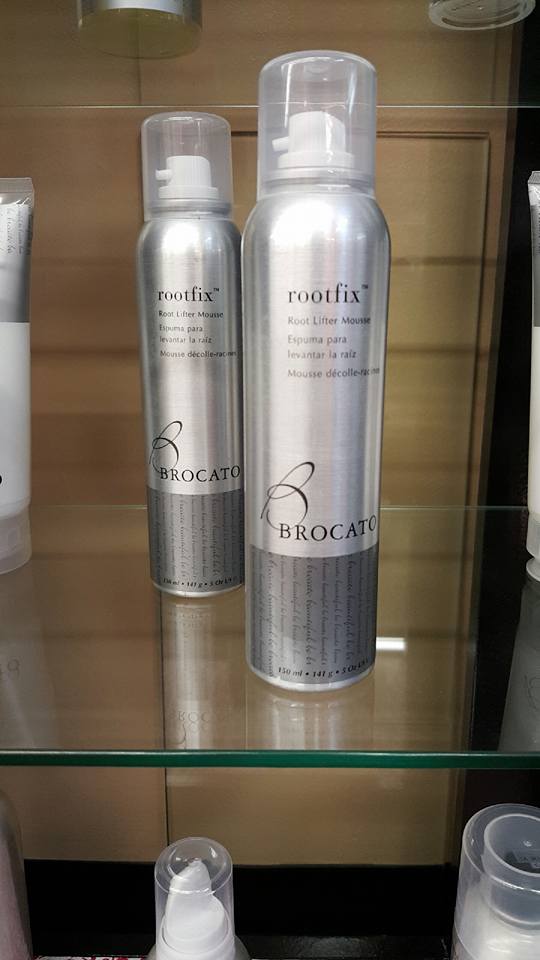 rootfix™
Root Lifter Mousse
Espuma para
levantar la raíz
Mousse décolle-racines
B
BROCATO
150 ml • 141 g • 5 Oz
rootfix™
Root Lifter Mousse
Espuma para
levantar la raíz
Mousse décolle-racines
B
BROCATO
150 ml • 141 g • 5 Oz